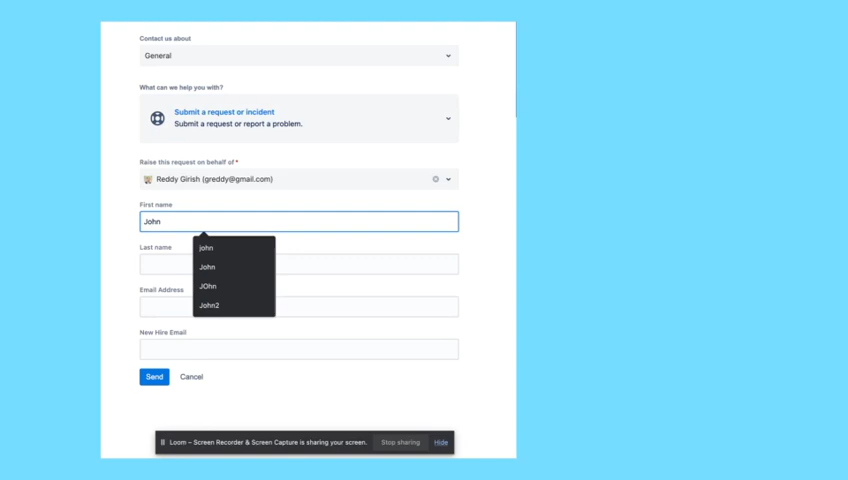 Contact us about
General
What can we help you with?
Submit a request or incident
Submit a request or report a problem.
Raise this request on behalf of *
Reddy Girish (greddy@gmail.com)
First name
John
john
Last name
John
JOhn
Email Address
John2
New Hire Email
Send Cancel
Loom – Screen Recorder & Screen Capture is sharing your screen. Stop sharing Hide